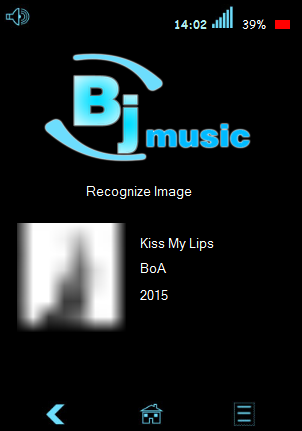 14:02 39%
Bj music
Recognize Image
Kiss My Lips
BoA
2015